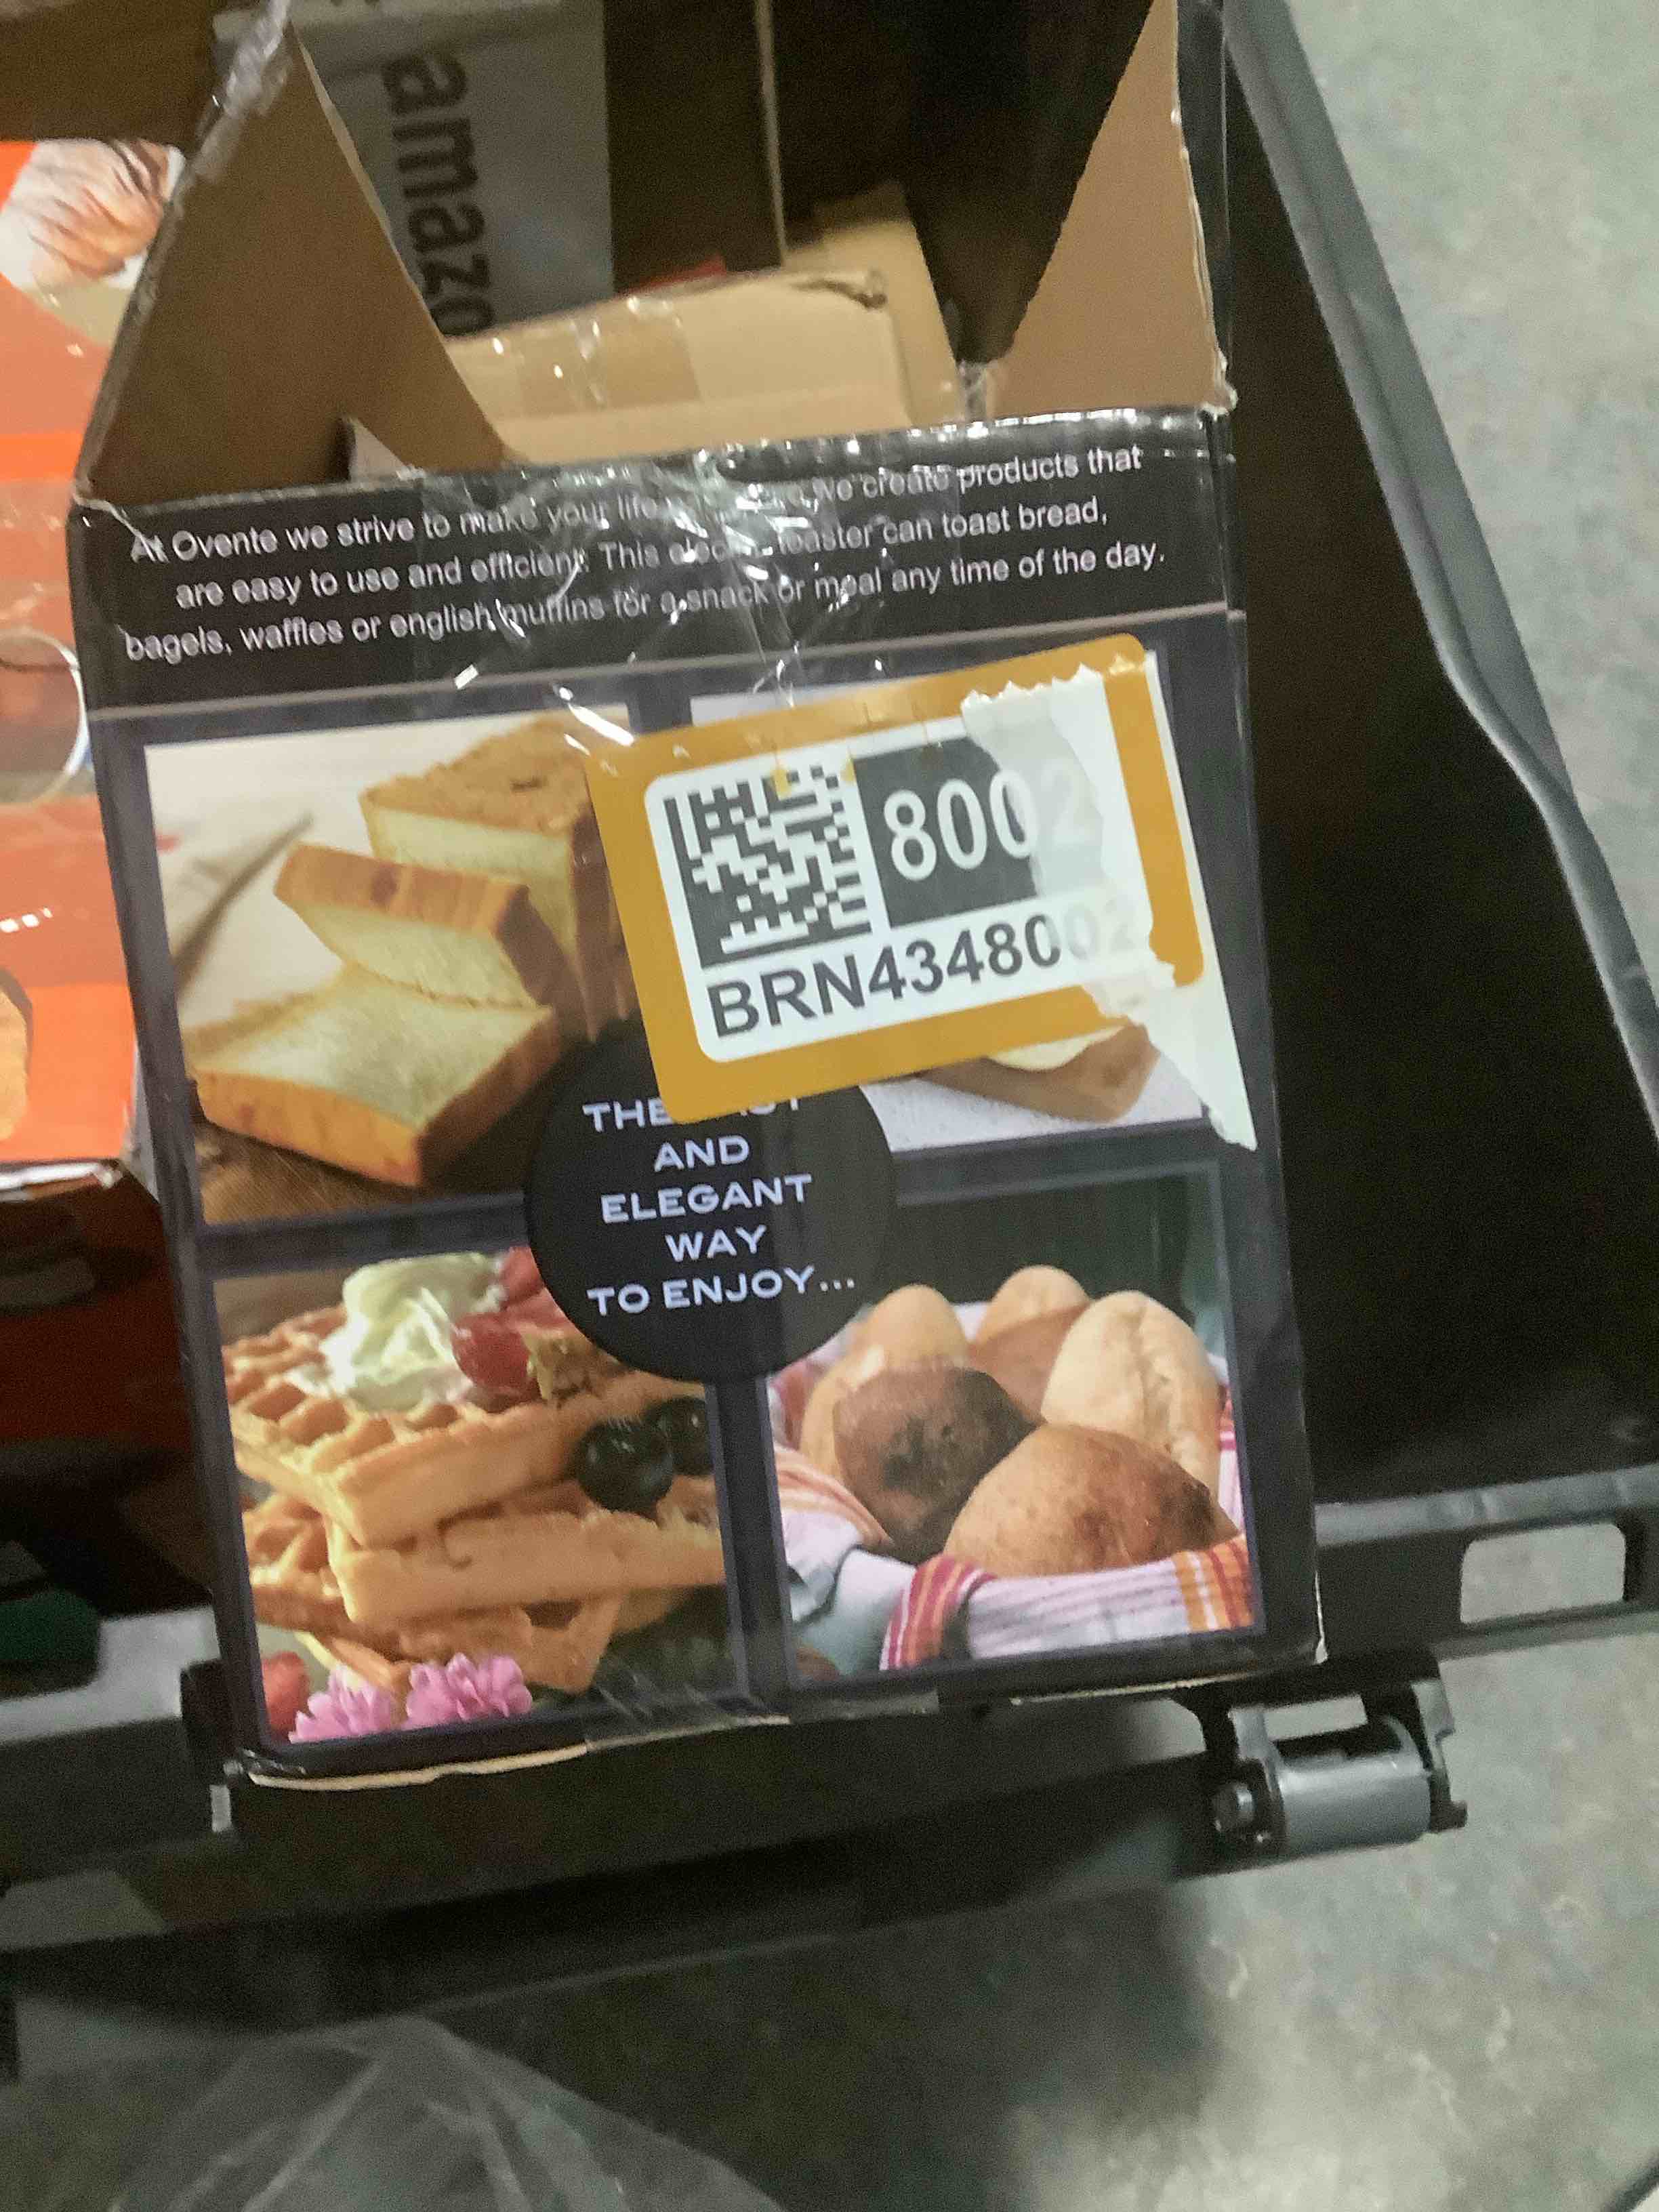 amazo
At Ovente we strive to make your life We create products that
are easy to use and efficient. This toaster can toast bread,
bagels, waffles or english muffins for a snack or meal any time of the day.
8002
BRN4348002
THE
AND
ELEGANT
WAY
TO ENJOY...